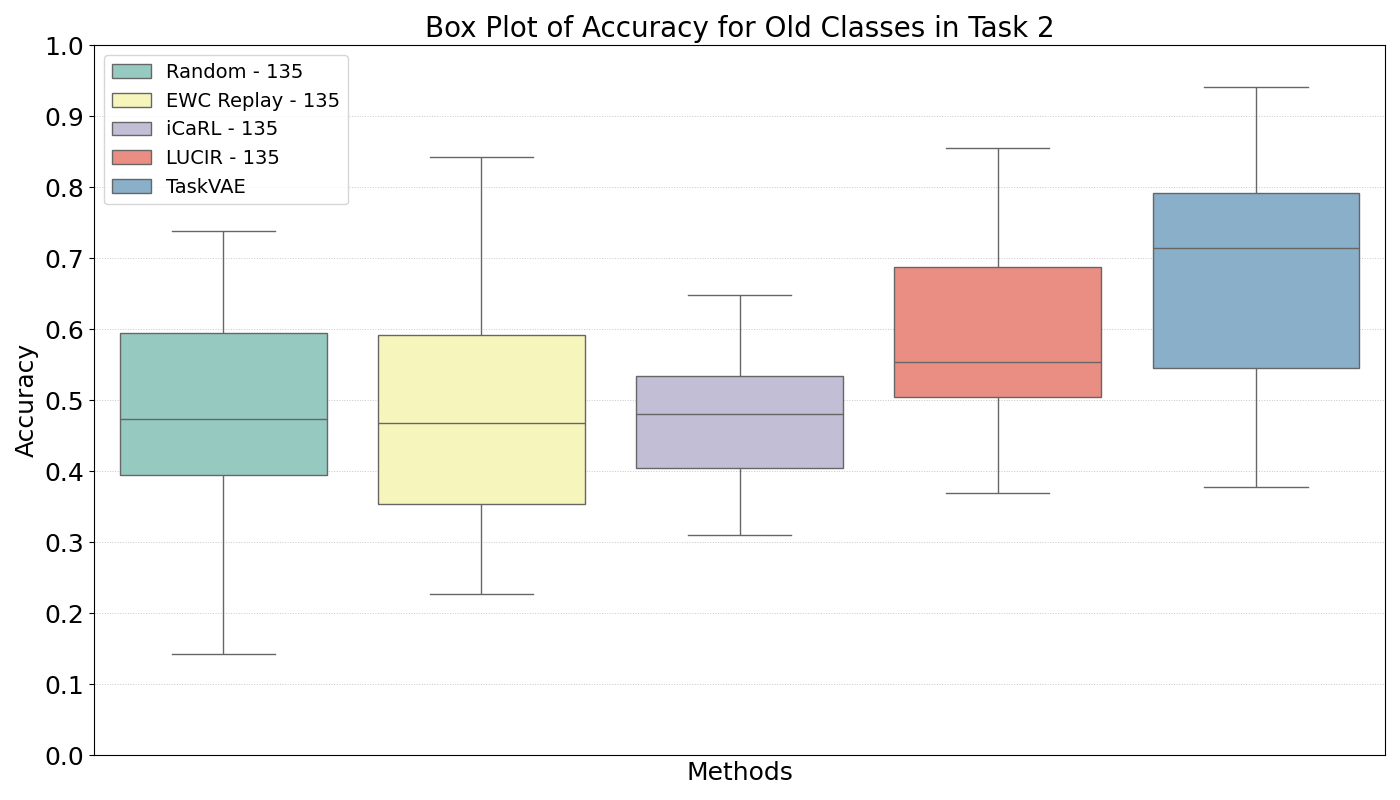 Box Plot of Accuracy for Old Classes in Task 2
1.0
0.9
0.8
0.7
0.6
0.5
0.4
0.3
0.2
0.1
0.0
Accuracy
Random - 135
EWC Replay - 135
iCaRL - 135
LUCIR - 135
TaskVAE
Methods